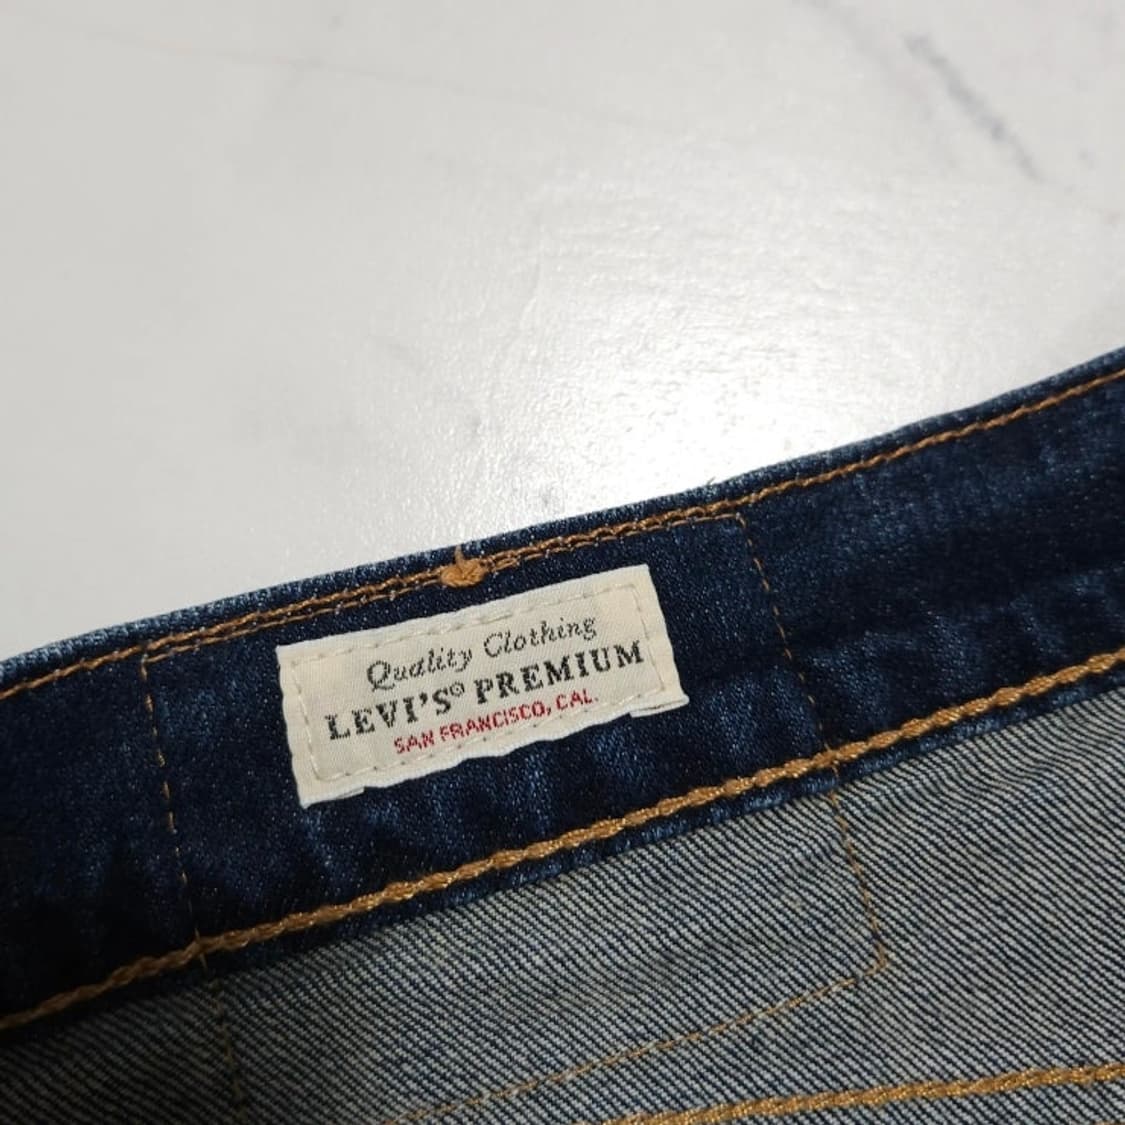 Quality Clothing
LEVI'S® PREMIUM
SAN FRANCISCO, CAL.